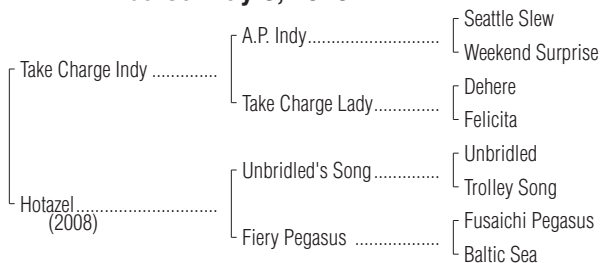 Seattle Slew
A.P. Indy
Weekend Surprise
Take Charge Indy
Dehere
Take Charge Lady
Felicita
Unbridled
Unbridled's Song
Trolley Song
Hotazel
(2008)
Fusaichi Pegasus
Fiery Pegasus
Baltic Sea